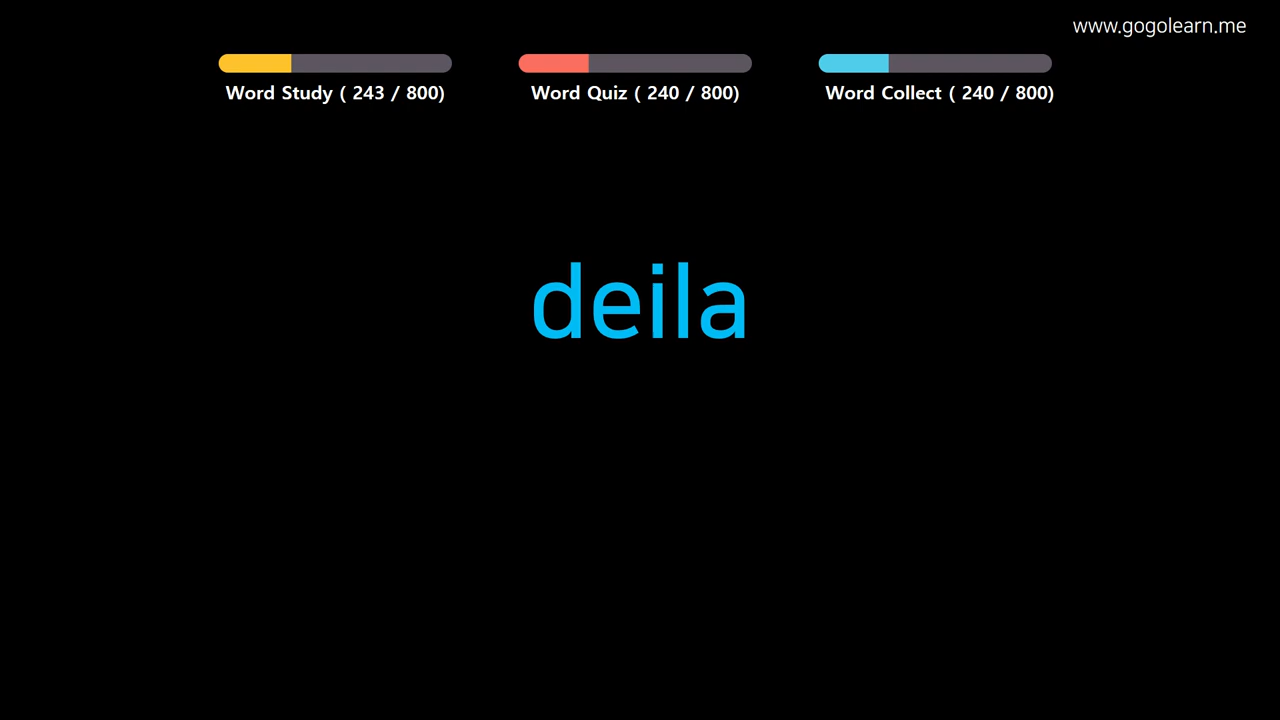 www.gogolearn.me
Word Study ( 243 / 800)
Word Quiz ( 240 / 800)
Word Collect ( 240 / 800)
deila